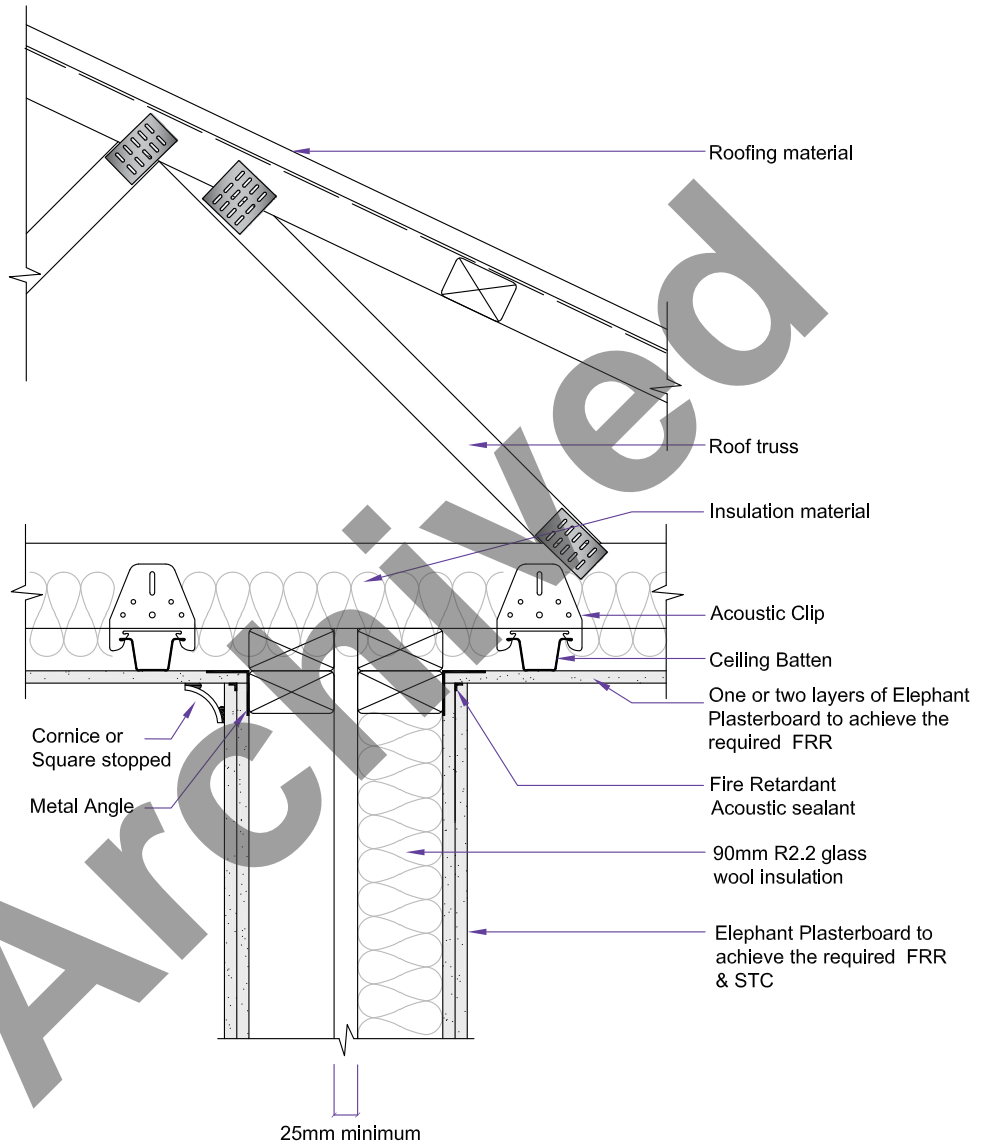 Roofing material
Roof truss
Insulation material
Acoustic Clip
Ceiling Batten
One or two layers of Elephant
Plasterboard to achieve the
required FRR
Cornice or
Square stopped
Metal Angle
Fire Retardant
Acoustic sealant
90mm R2.2 glass
wool insulation
Elephant Plasterboard to
achieve the required FRR
& STC
25mm minimum
Archived